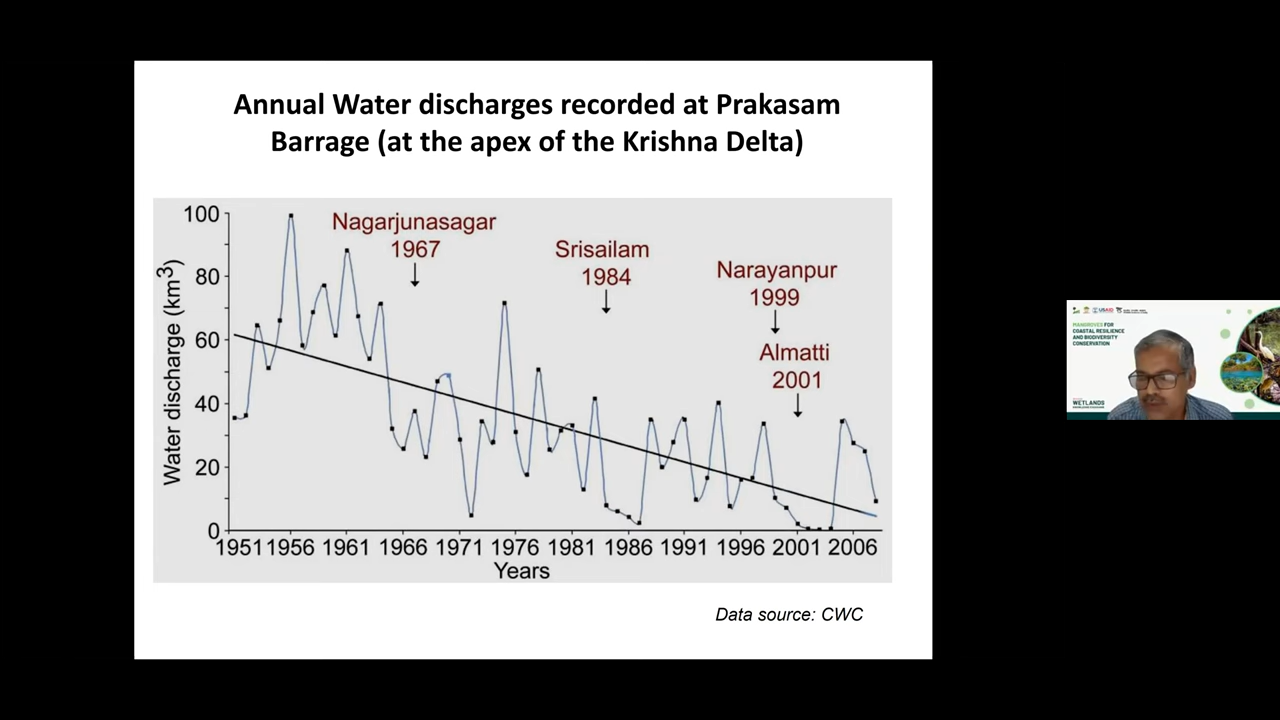 Annual Water discharges recorded at Prakasam
Barrage (at the apex of the Krishna Delta)
Water discharge (km³)
100
80
60
40
20
0
Nagarjunasagar
1967
Srisailam
1984
Narayanpur
1999
Almatti
2001
1951 1956 1961 1966 1971 1976 1981 1986 1991 1996 2001 2006
Years
Data source: CWC
USAID
MANGROVES FOR
COASTAL RESILIENCE
AND BIODIVERSITY
CONSERVATION
WETLANDS